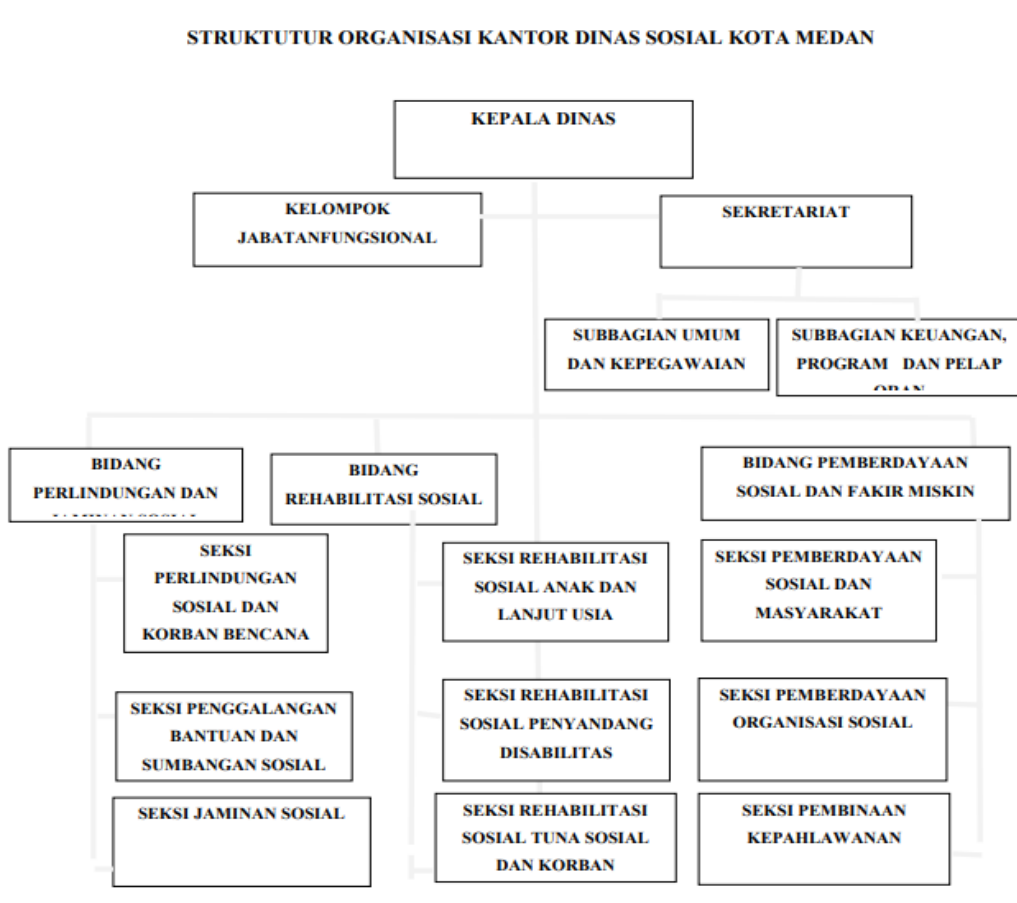 STRUKTUTUR ORGANISASI KANTOR DINAS SOSIAL KOTA MEDAN
KEPALA DINAS
KELOMPOK
JABATANFUNGSIONAL
SEKRETARIAT
SUBBAGIAN UMUM
DAN KEPEGAWAIAN
SUBBAGIAN KEUANGAN,
PROGRAM DAN PELAP
BIDANG
PERLINDUNGAN DAN
BIDANG
REHABILITASI SOSIAL
BIDANG PEMBERDAYAAN
SOSIAL DAN FAKIR MISKIN
SEKSI
PERLINDUNGAN
SOSIAL DAN
KORBAN BENCANA
SEKSI REHABILITASI
SOSIAL ANAK DAN
LANJUT USIA
SEKSI PEMBERDAYAAN
SOSIAL DAN
MASYARAKAT
SEKSI PENGGALANGAN
BANTUAN DAN
SUMBANGAN SOSIAL
SEKSI REHABILITASI
SOSIAL PENYANDANG
DISABILITAS
SEKSI PEMBERDAYAAN
ORGANISASI SOSIAL
SEKSI JAMINAN SOSIAL
SEKSI REHABILITASI
SOSIAL TUNA SOSIAL
DAN KORBAN
SEKSI PEMBINAAN
KEPAHLAWANAN